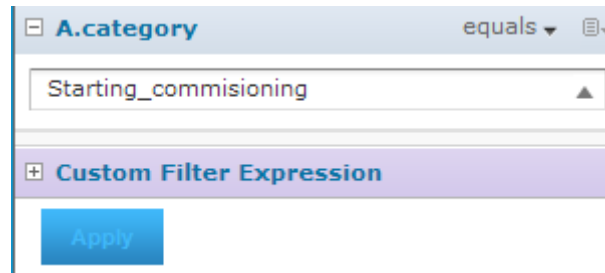 A.category equals
Starting_commisioning
Custom Filter Expression
Apply